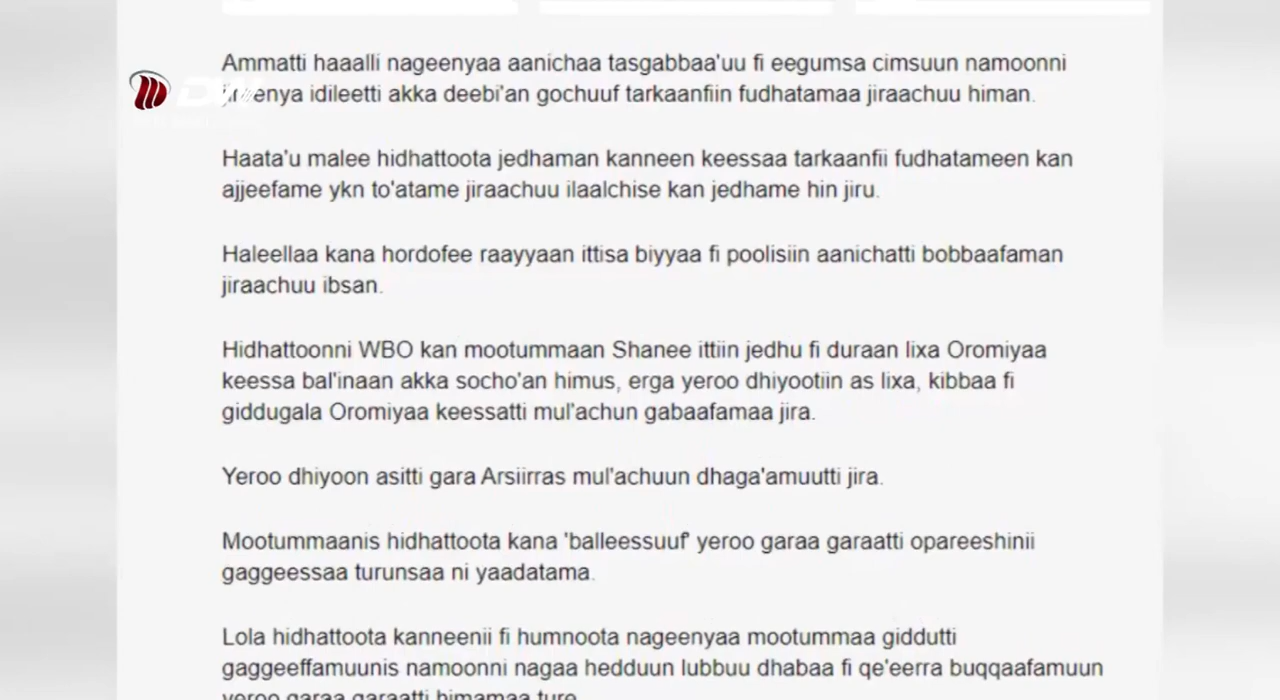 Ammatti haaalli nageenyaa aanichaa tasgabbaa'uu fi eegumsa cimsuun namoonni
idileetti akka deebi'an gochuuf tarkaanfiin fudhatamaa jiraachuu himan.
Haata'u malee hidhattoota jedhaman kanneen keessaa tarkaanfii fudhatameen kan
ajjeefame ykn to'atame jiraachuu ilaalchise kan jedhame hin jiru.
Haleellaa kana hordofee raayyaan ittisa biyyaa fi poolisiin aanichatti bobbaafaman
jiraachuu ibsan.
Hidhattoonni WBO kan mootummaan Shanee ittiin jedhu fi duraan lixa Oromiyaa
keessa bal'inaan akka socho'an himus, erga yeroo dhiyootiin as lixa, kibbaa fi
giddugala Oromiyaa keessatti mul'achun gabaafamaa jira.
Yeroo dhiyoon asitti gara Arsiirras mul'achuun dhaga'amuutti jira.
Mootummaanis hidhattoota kana 'balleessuuf' yeroo garaa garaatti opareeshinii
gaggeessaa turunsaa ni yaadatama.
Lola hidhattoota kanneenii fi humnoota nageenyaa mootummaa giddutti
gaggeeffamuunis namoonni nagaa hedduun lubbuu dhabaa fi qe'eerra buqqaafamuun
yeroo garaa garaatti himamaa ture.